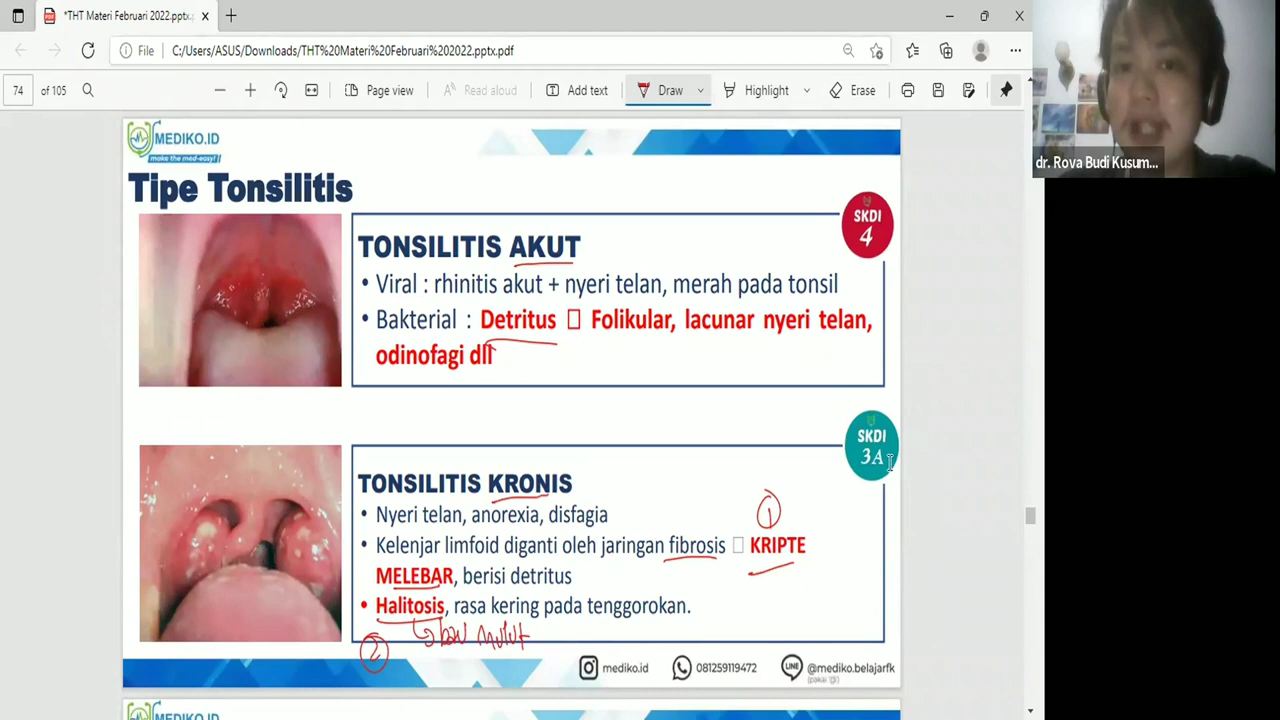 *THT Materi Februari 2022.pptx.
File
C:/Users/ASUS/Downloads/THT%20Materi%20Februari%202022.pptx.pdf
74 of 105
Page view
Read aloud
Add text
Draw
Highlight
Erase
dr. Rova Budi Kusum...
MEDIKO.ID
make the med-easy!
Tipe Tonsilitis
SKDI
4
TONSILITIS AKUT
• Viral : rhinitis akut + nyeri telan, merah pada tonsil
• Bakterial : Detritus □ Folikular, lacunar nyeri telan,
odinofagi dll
SKDI
3A
TONSILITIS KRONIS
• Nyeri telan, anorexia, disfagia
1
• Kelenjar limfoid diganti oleh jaringan fibrosis □ KRIPTE
MELEBAR, berisi detritus
• Halitosis, rasa kering pada tenggorokan.
2
bau mulut
mediko.id
081259119472
@mediko.belajarfk
(pakai '@')
MEDIKO.ID